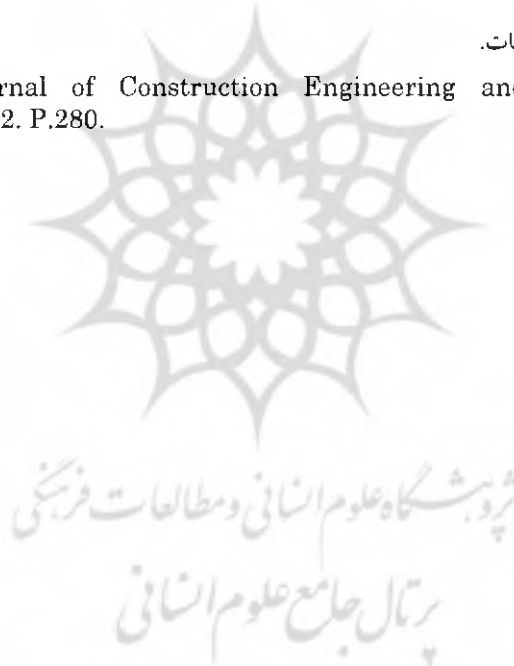 ات.
rnal of Construction Engineering an
2. P.280.
پژوهشگاه علوم انسانی و مطالعات فرهنگی
پرتال جامع علوم انسانی